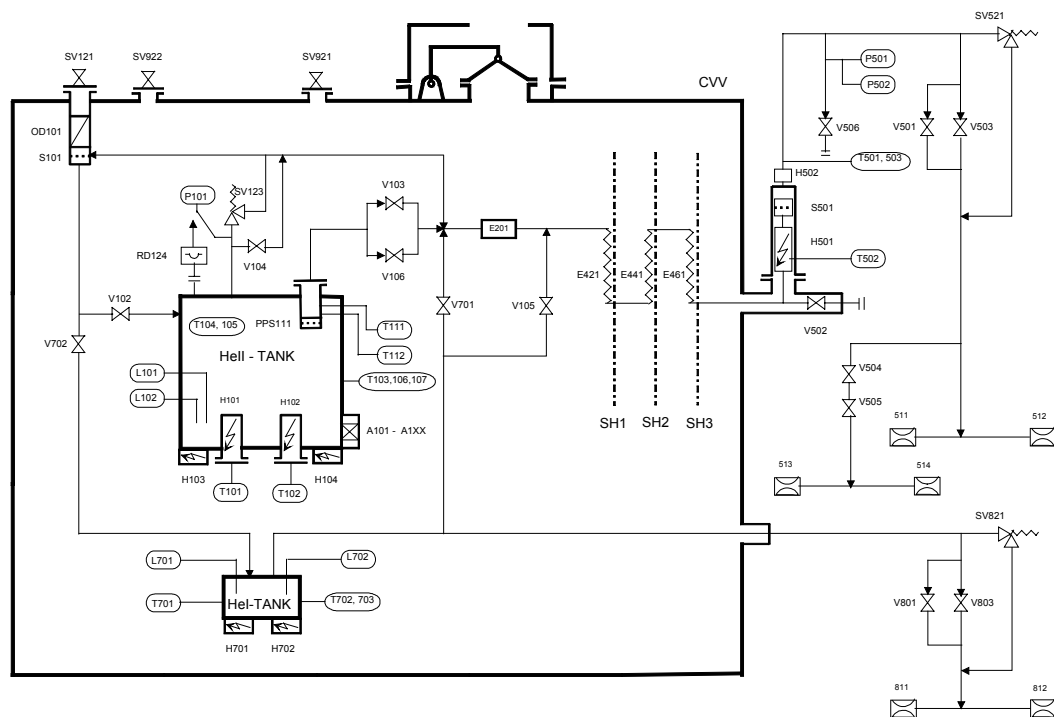 SV521
SV121
SV922
SV921
CVV
P501
P502
OD101
V506
V501
V503
S101
T501, 503
H502
V103
P101
SV123
S501
E201
H501
RD124
V104
V106
T502
E421
E441
E461
V102
V701
V105
PPS111
T104, 105
T111
V502
V702
HeII - TANK
T112
L101
T103,106,107
V504
L102
H101
H102
V505
SH1
SH2
SH3
A101 - A1XX
511
512
H103
H104
513
514
T101
T102
SV821
L701
L702
T701
HeI-TANK
T702, 703
V801
V803
H701
H702
811
812